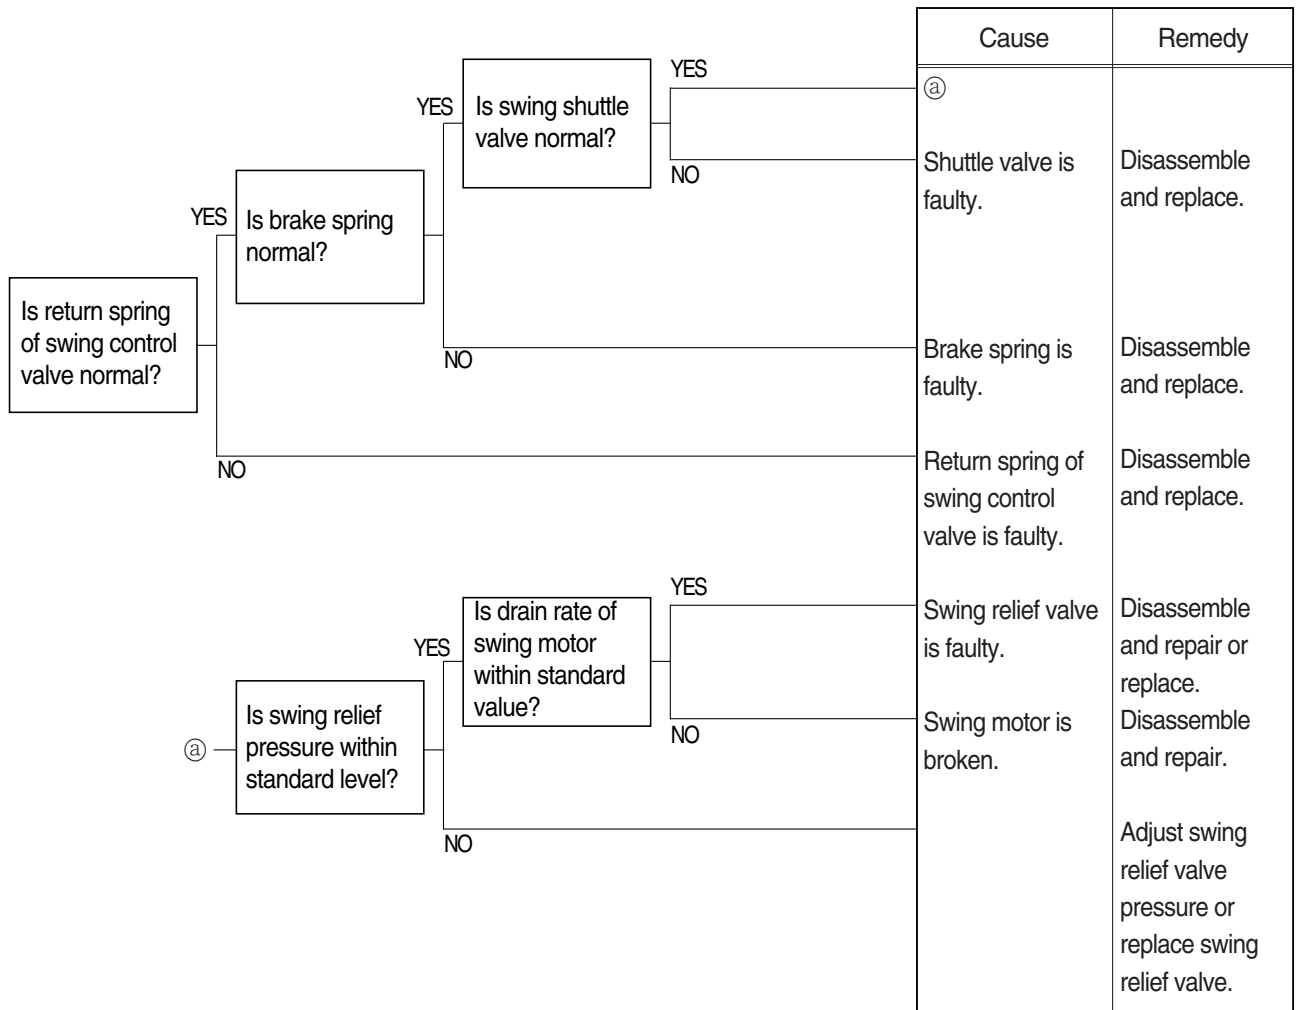 Cause
Remedy
YES
ⓐ
YES
Is swing shuttle
valve normal?
NO
Shuttle valve is
faulty.
Disassemble
and replace.
YES
Is brake spring
normal?
Is return spring
of swing control
valve normal?
NO
Brake spring is
faulty.
Disassemble
and replace.
NO
Return spring of
swing control
valve is faulty.
Disassemble
and replace.
YES
Is drain rate of
swing motor
within standard
value?
Swing relief valve
is faulty.
Disassemble
and repair or
replace.
YES
NO
Swing motor is
broken.
Disassemble
and repair.
ⓐ
Is swing relief
pressure within
standard level?
NO
Adjust swing
relief valve
pressure or
replace swing
relief valve.